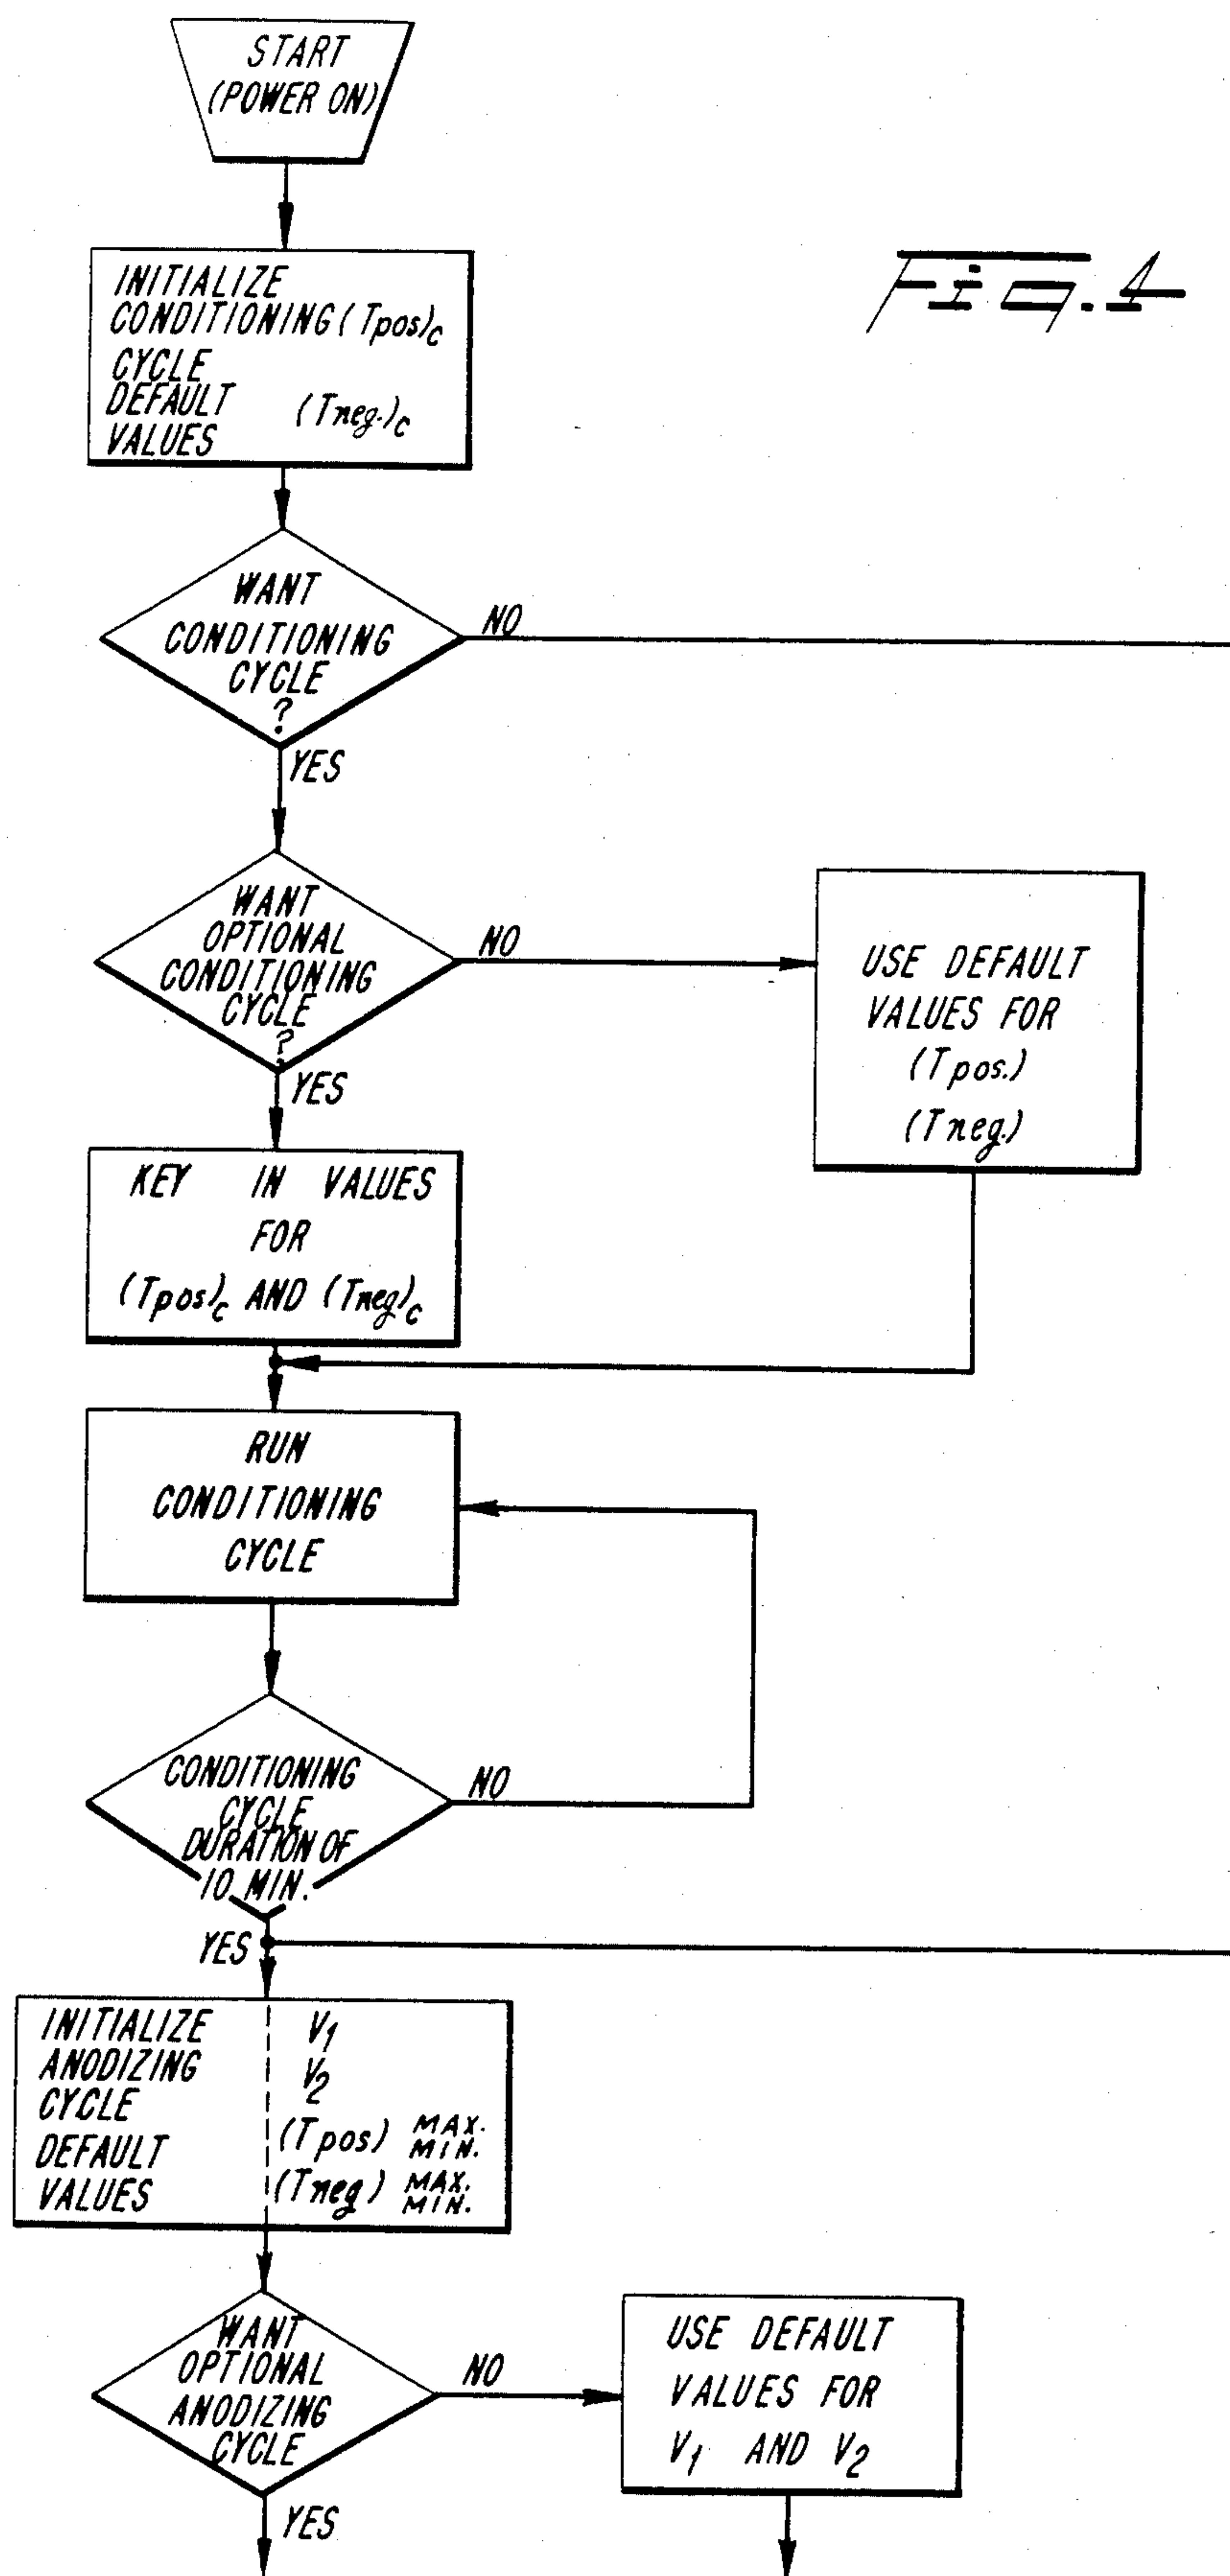 START
(POWER ON)
Fig. 4
INITIALIZE
CONDITIONING (Tpos)c
CYCLE
DEFAULT (Tneg.)c
VALUES
WANT
CONDITIONING
CYCLE
?
NO
YES
WANT
OPTIONAL
CONDITIONING
CYCLE
?
NO
YES
USE DEFAULT
VALUES FOR
(Tpos.)
(Tneg.)
KEY IN VALUES
FOR
(Tpos)c AND (Tneg)c
RUN
CONDITIONING
CYCLE
CONDITIONING
CYCLE
DURATION OF
10 MIN.
NO
YES
INITIALIZE V1
ANODIZING V2
CYCLE
DEFAULT (Tpos) MAX. MIN.
VALUES (Tneg) MAX. MIN.
WANT
OPTIONAL
ANODIZING
CYCLE
NO
YES
USE DEFAULT
VALUES FOR
V1 AND V2